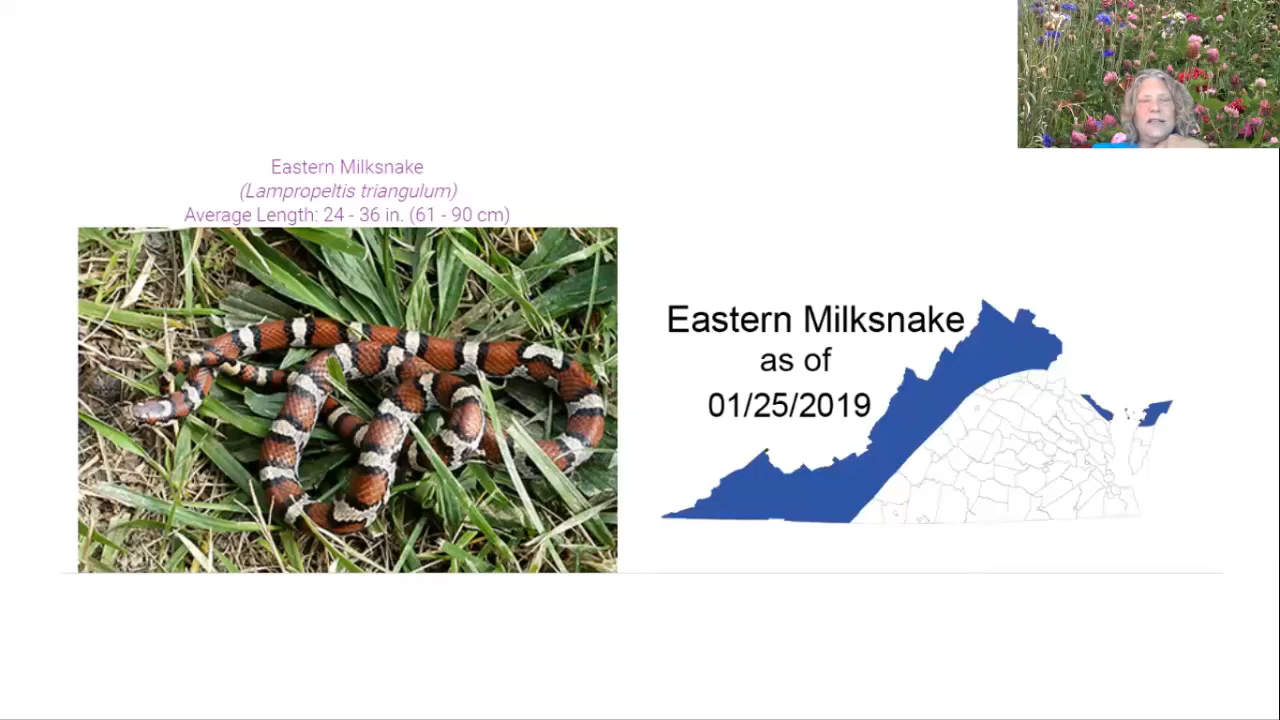 Eastern Milksnake
(Lampropeltis triangulum)
Average Length: 24 - 36 in. (61 - 90 cm)
Eastern Milksnake
as of
01/25/2019